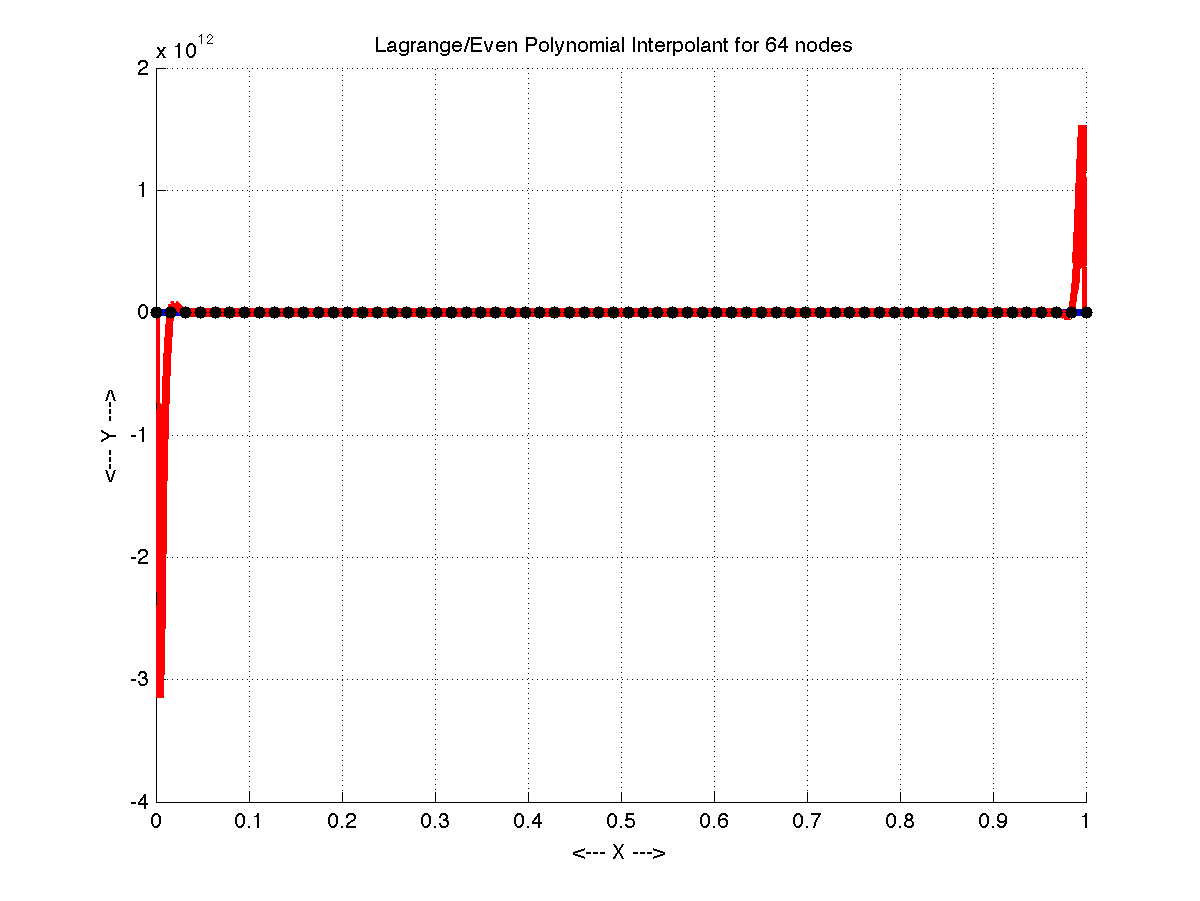 Lagrange/Even Polynomial Interpolant for 64 nodes
x 10^12
2
1
0
-1
-2
-3
-4
<--- Y --->
0 0.1 0.2 0.3 0.4 0.5 0.6 0.7 0.8 0.9 1
<--- X --->